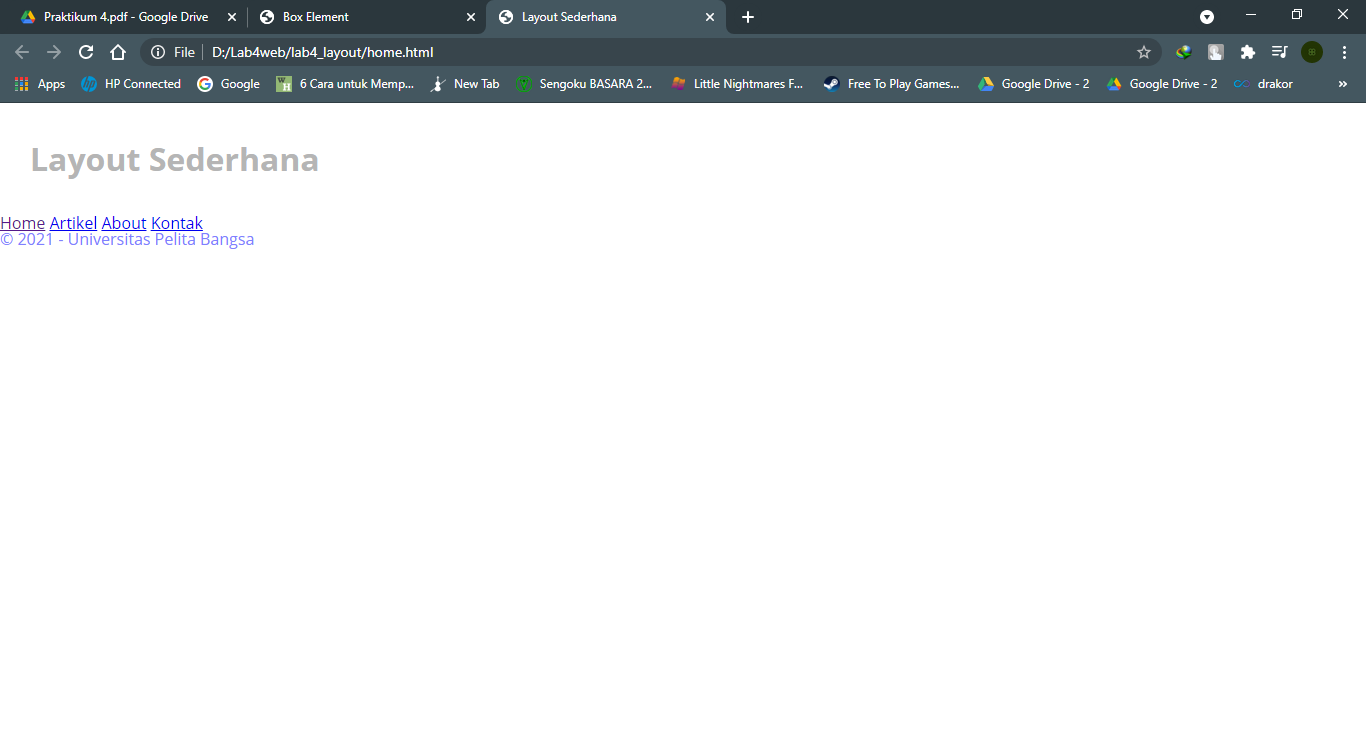 Praktikum 4.pdf - Google Drive
Box Element
Layout Sederhana
File D:/Lab4web/lab4_layout/home.html
Apps HP Connected Google 6 Cara untuk Memp... New Tab Sengoku BASARA 2... Little Nightmares F... Free To Play Games... Google Drive - 2 Google Drive - 2 drakor »
Layout Sederhana
Home Artikel About Kontak
© 2021 - Universitas Pelita Bangsa